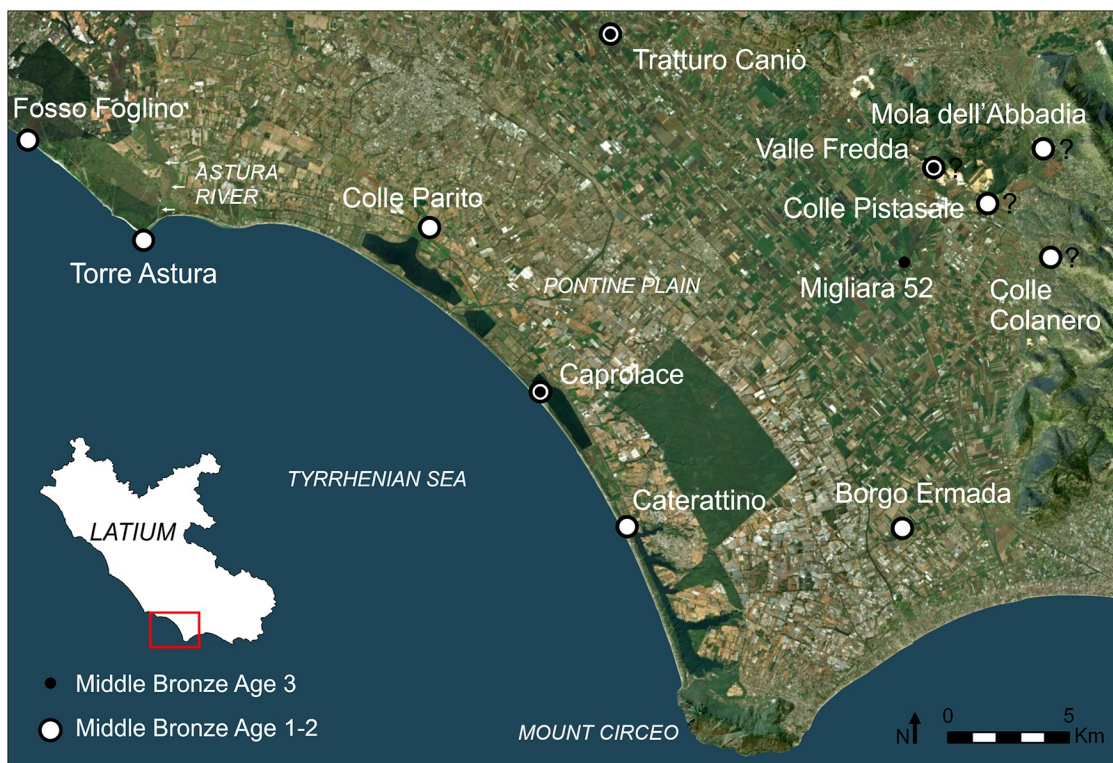 Tratturo Caniò
Fosso Foglino
Mola dell'Abbadia
?
Valle Fredda
?
ASTURA
RIVER
Colle Parito
Colle Pistasale
?
Torre Astura
?
PONTINE PLAIN
Migliara 52
Colle
Colanero
Caprolace
TYRRHENIAN SEA
Caterattino
Borgo Ermada
LATIUM
Middle Bronze Age 3
Middle Bronze Age 1-2
MOUNT CIRCEO
N
0 5
Km